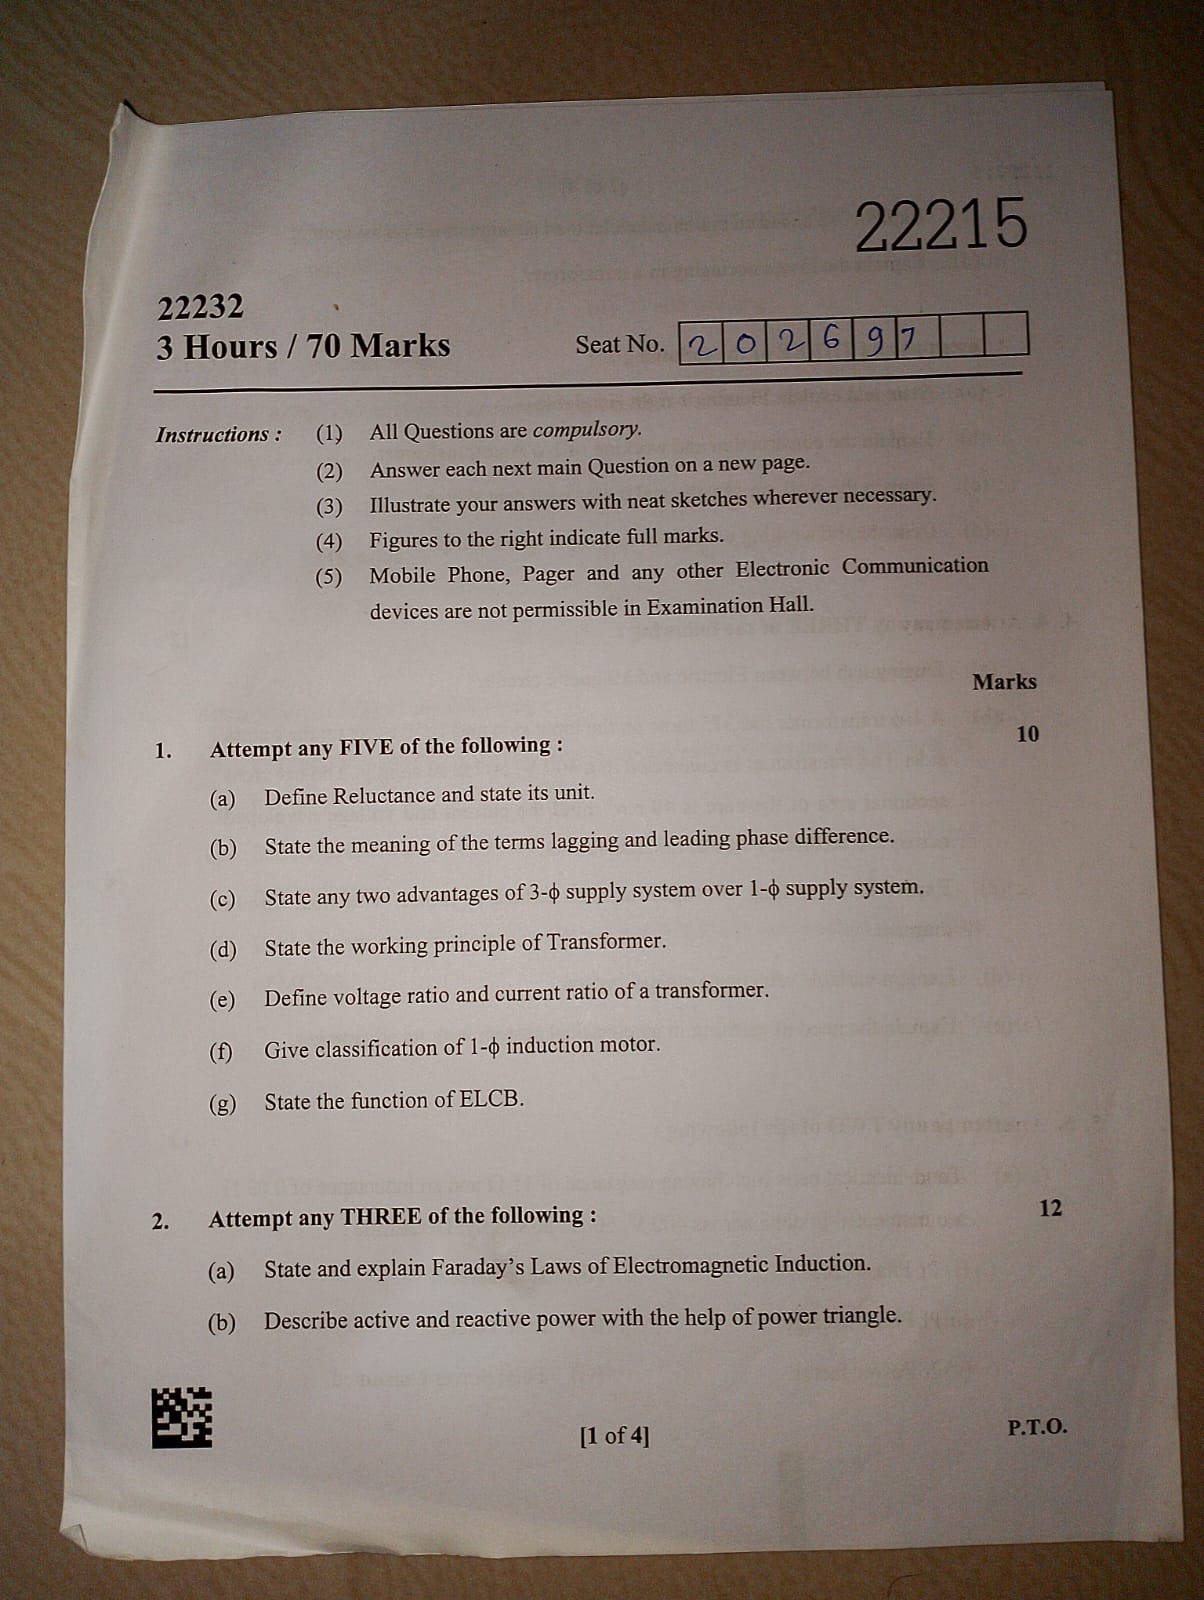 22215
22232
3 Hours / 70 Marks
Seat No. 2 0 2 6 9 7
Instructions : (1) All Questions are compulsory.
(2) Answer each next main Question on a new page.
(3) Illustrate your answers with neat sketches wherever necessary.
(4) Figures to the right indicate full marks.
(5) Mobile Phone, Pager and any other Electronic Communication
devices are not permissible in Examination Hall.
Marks
1. Attempt any FIVE of the following : 10
(a) Define Reluctance and state its unit.
(b) State the meaning of the terms lagging and leading phase difference.
(c) State any two advantages of 3-ϕ supply system over 1-ϕ supply system.
(d) State the working principle of Transformer.
(e) Define voltage ratio and current ratio of a transformer.
(f) Give classification of 1-ϕ induction motor.
(g) State the function of ELCB.
2. Attempt any THREE of the following : 12
(a) State and explain Faraday's Laws of Electromagnetic Induction.
(b) Describe active and reactive power with the help of power triangle.
[1 of 4] P.T.O.